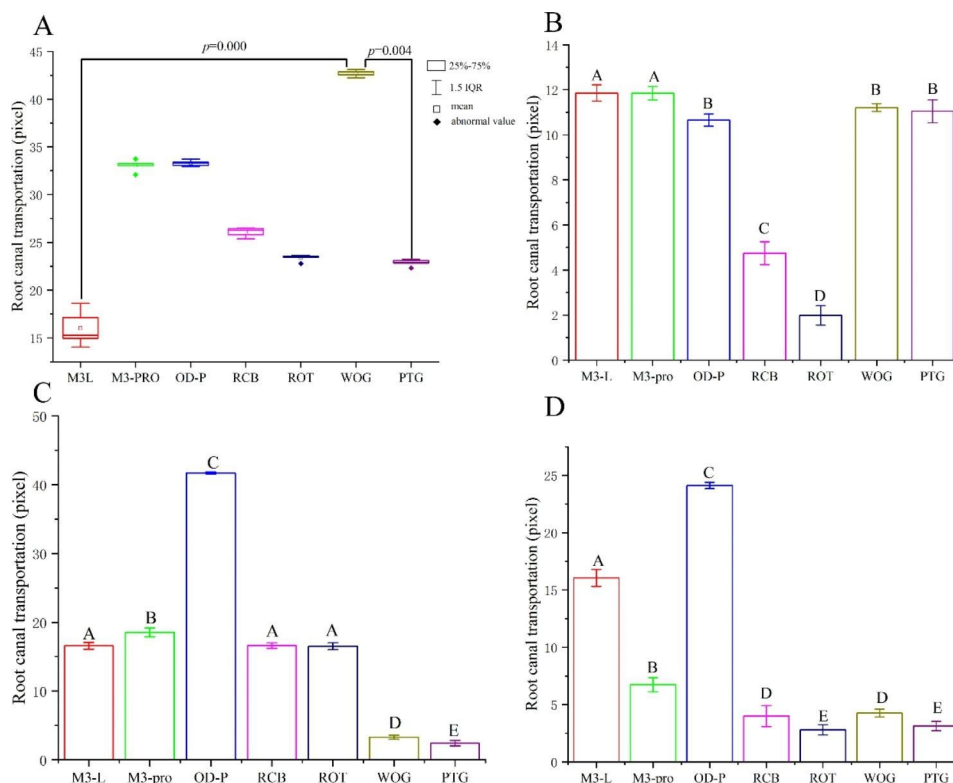 A
p=0.000
p=0.004
25%-75%
1.5 IQR
mean
abnormal value
Root canal transportation (pixel)
45
40
35
30
25
20
15
M3L M3-PRO OD-P RCB ROT WOG PTG
B
Root canal transportation (pixel)
14
12
10
8
6
4
2
0
A A B C D B B
M3-L M3-pro OD-P RCB ROT WOG PTG
C
Root canal transportation (pixel)
50
40
30
20
10
0
A B C A A D E
M3-L M3-pro OD-P RCB ROT WOG PTG
D
Root canal transportation (pixel)
25
20
15
10
5
0
A B C D E D E
M3-L M3-pro OD-P RCB ROT WOG PTG